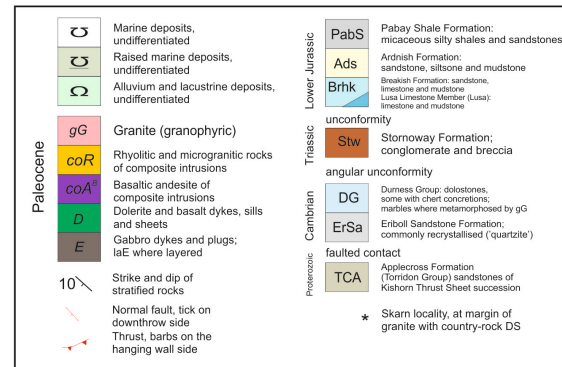 Marine deposits,
undifferentiated
Raised marine deposits,
undifferentiated
Alluvium and lacustrine deposits,
undifferentiated
Paleocene
gG Granite (granophyric)
coR Rhyolitic and microgranitic rocks
of composite intrusions
coAᴮ Basaltic andesite of
composite intrusions
D Dolerite and basalt dykes, sills
and sheets
E Gabbro dykes and plugs;
laE where layered
10 Strike and dip of
stratified rocks
Normal fault, tick on
downthrow side
Thrust, barbs on the
hanging wall side
Lower Jurassic
PabS Pabay Shale Formation:
micaceous silty shales and sandstones
Ads Ardnish Formation:
sandstone, siltsone and mudstone
Brhk Breakish Formation: sandstone,
limestone and mudstone
Lusa Limestone Member (Lusa):
limestone and mudstone
unconformity
Triassic
Stw Stornoway Formation;
conglomerate and breccia
angular unconformity
Cambrian
DG Durness Group: dolostones,
some with chert concretions;
marbles where metamorphosed by gG
ErSa Eriboll Sandstone Formation;
commonly recrystallised ('quartzite')
faulted contact
Proterozoic
TCA Applecross Formation
(Torridon Group) sandstones of
Kishorn Thrust Sheet succession
* Skarn locality, at margin of
granite with country-rock DS